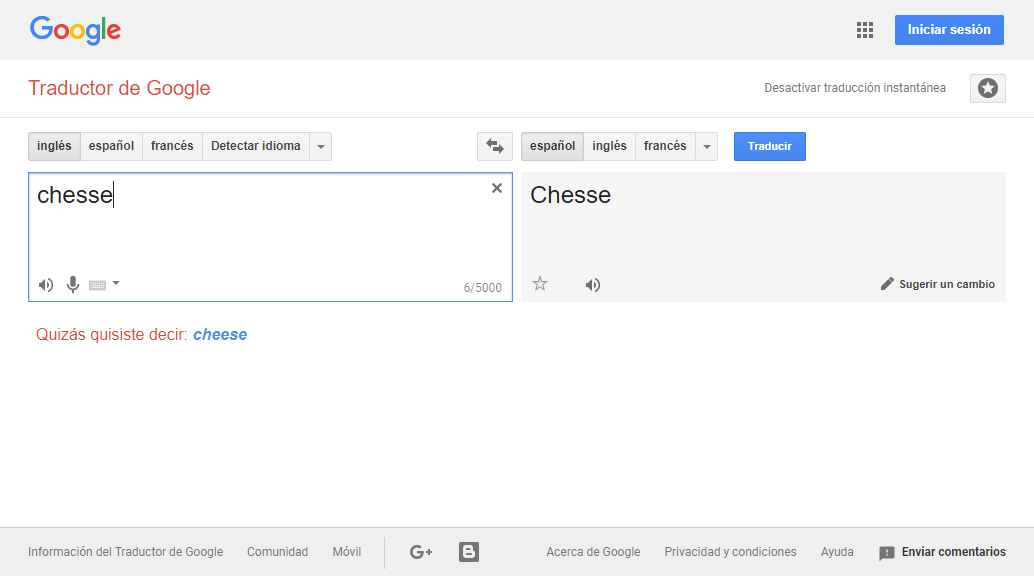 Google
Iniciar sesión
Traductor de Google
Desactivar traducción instantánea
inglés español francés Detectar idioma
español inglés francés
Traducir
chesse
Chesse
6/5000
Sugerir un cambio
Quizás quisiste decir: cheese
Información del Traductor de Google Comunidad Móvil G+ B Acerca de Google Privacidad y condiciones Ayuda Enviar comentarios